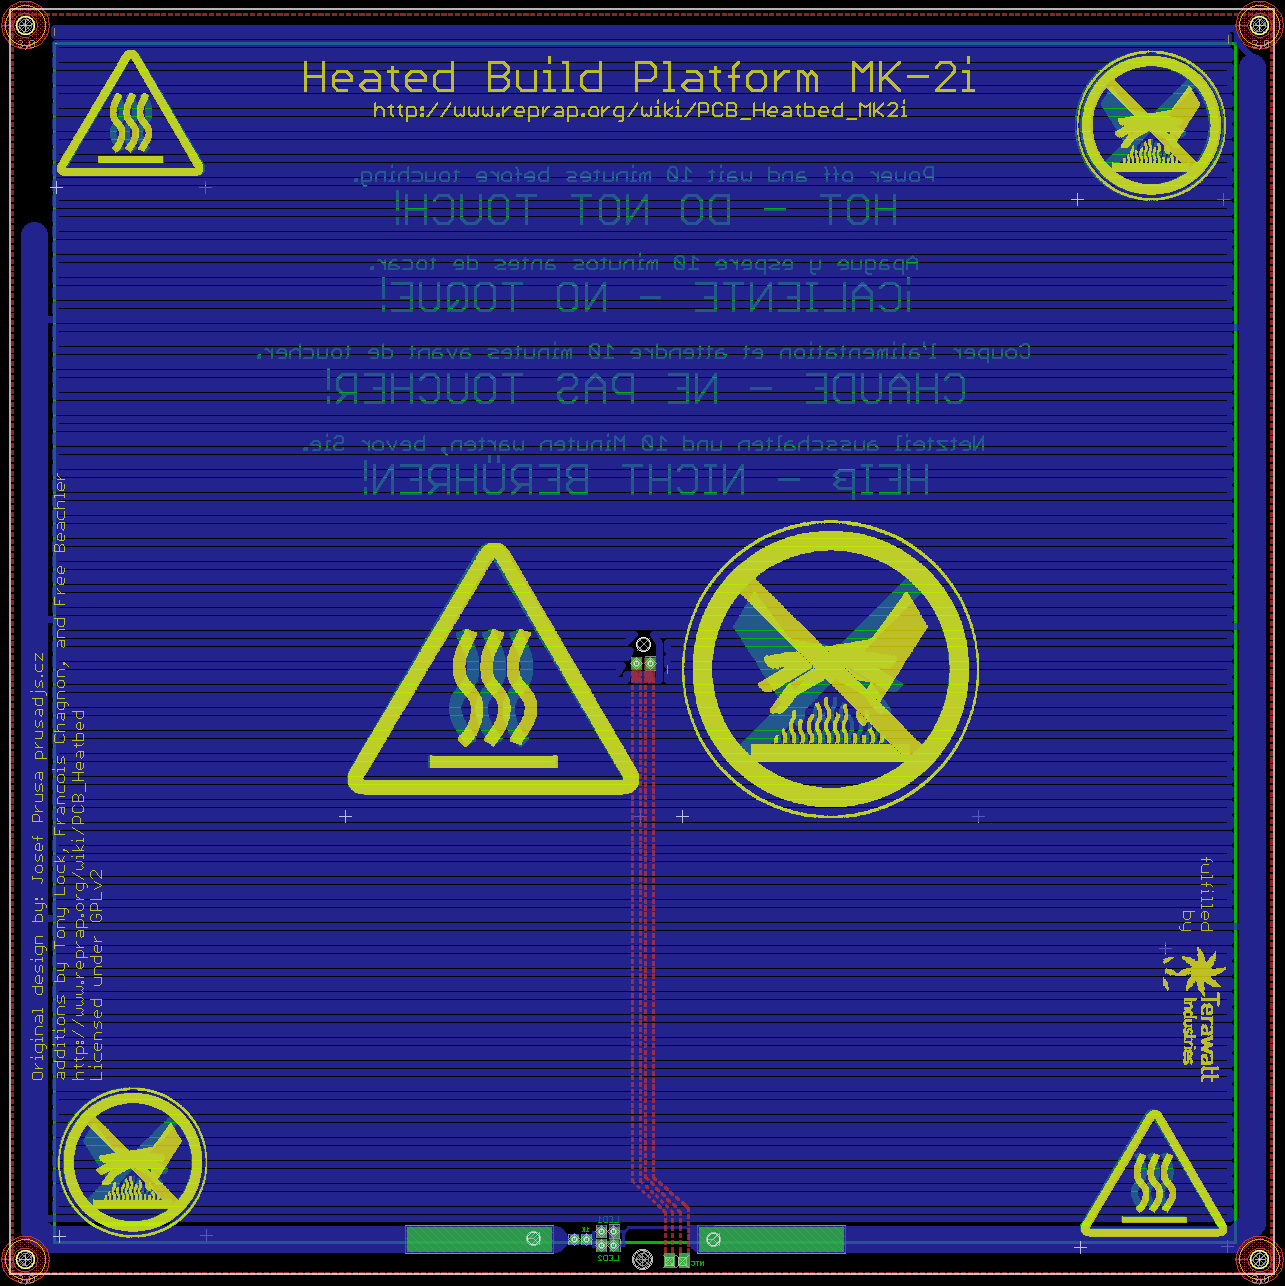 Heated Build Platform MK-2i
http://www.reprap.org/wiki/PCB_Heatbed_MK2i
Power off and wait 10 minutes before touching.
HOT - DO NOT TOUCH!
Apague y espere 10 minutos antes de tocar.
¡CALIENTE - NO TOQUE!
Couper l'alimentation et attendre 10 minutes avant de toucher.
CHAUDE - NE PAS TOUCHER!
Netzteil ausschalten und 10 Minuten warten, bevor Sie.
HEIß - NICHT BERÜHREN!
Original design by: Josef Prusa prusadjs.cz
additions by Tony Lock, Francois Chagnon, and Free Beachler
http://www.reprap.org/wiki/PCB_Heatbed
Licensed under GPLv2
fulfilled
by
Terawatt
Industries
LED1
1K
LED2
NTC